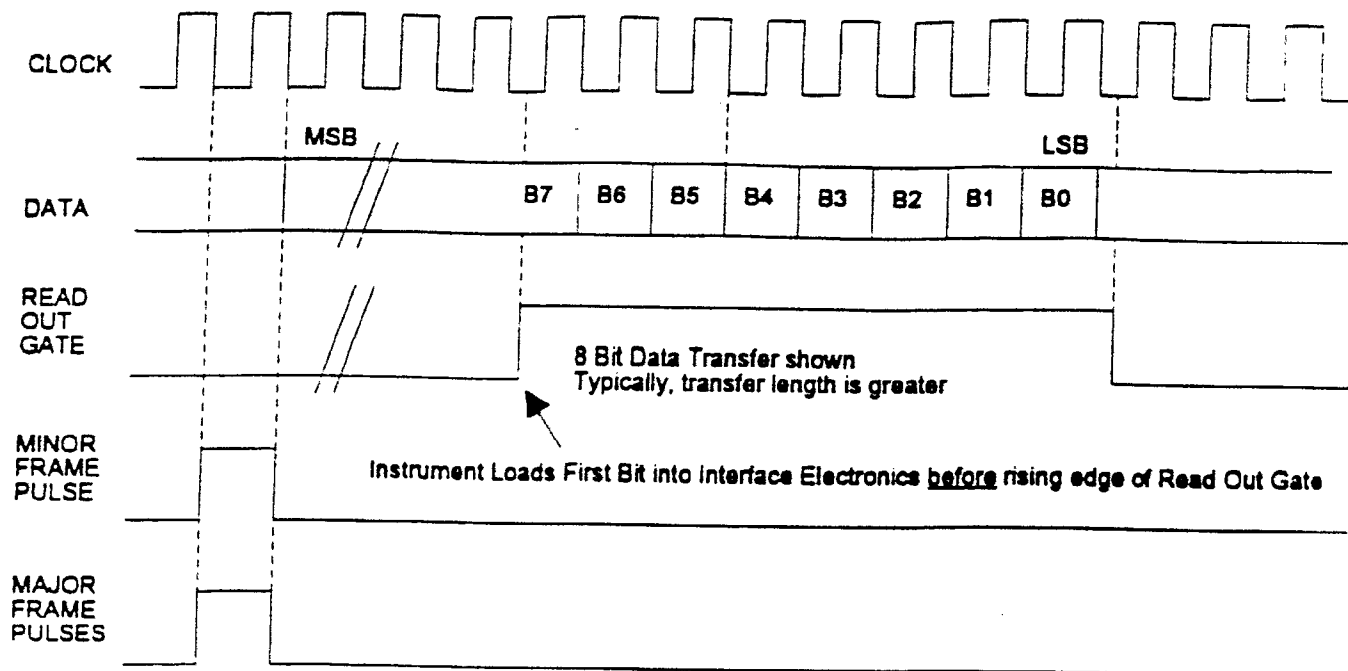 CLOCK
MSB
LSB
DATA
B7 B6 B5 B4 B3 B2 B1 B0
READ
OUT
GATE
8 Bit Data Transfer shown
Typically, transfer length is greater
MINOR
FRAME
PULSE
Instrument Loads First Bit into Interface Electronics before rising edge of Read Out Gate
MAJOR
FRAME
PULSES